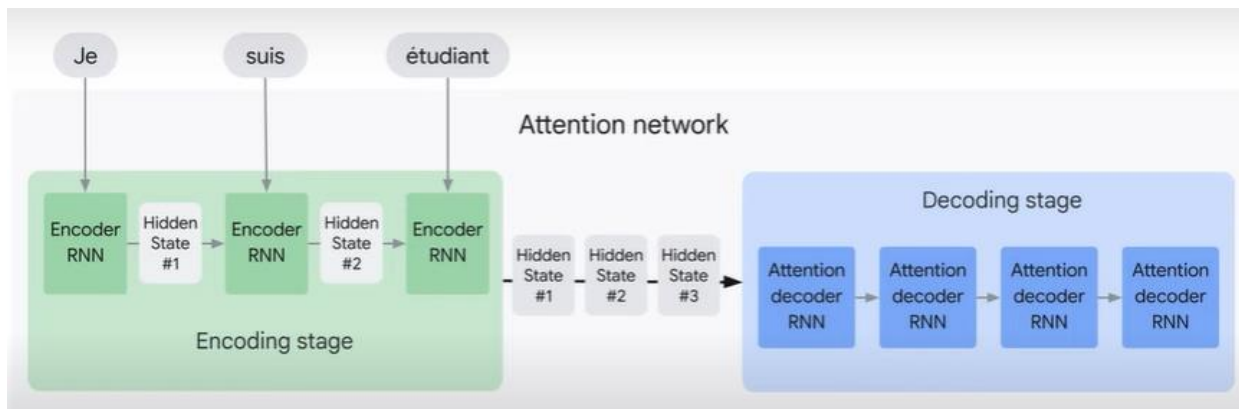 Je
suis
étudiant
Attention network
Encoder
RNN
Hidden
State
#1
Encoder
RNN
Hidden
State
#2
Encoder
RNN
Encoding stage
Hidden
State
#1
Hidden
State
#2
Hidden
State
#3
Decoding stage
Attention
decoder
RNN
Attention
decoder
RNN
Attention
decoder
RNN
Attention
decoder
RNN